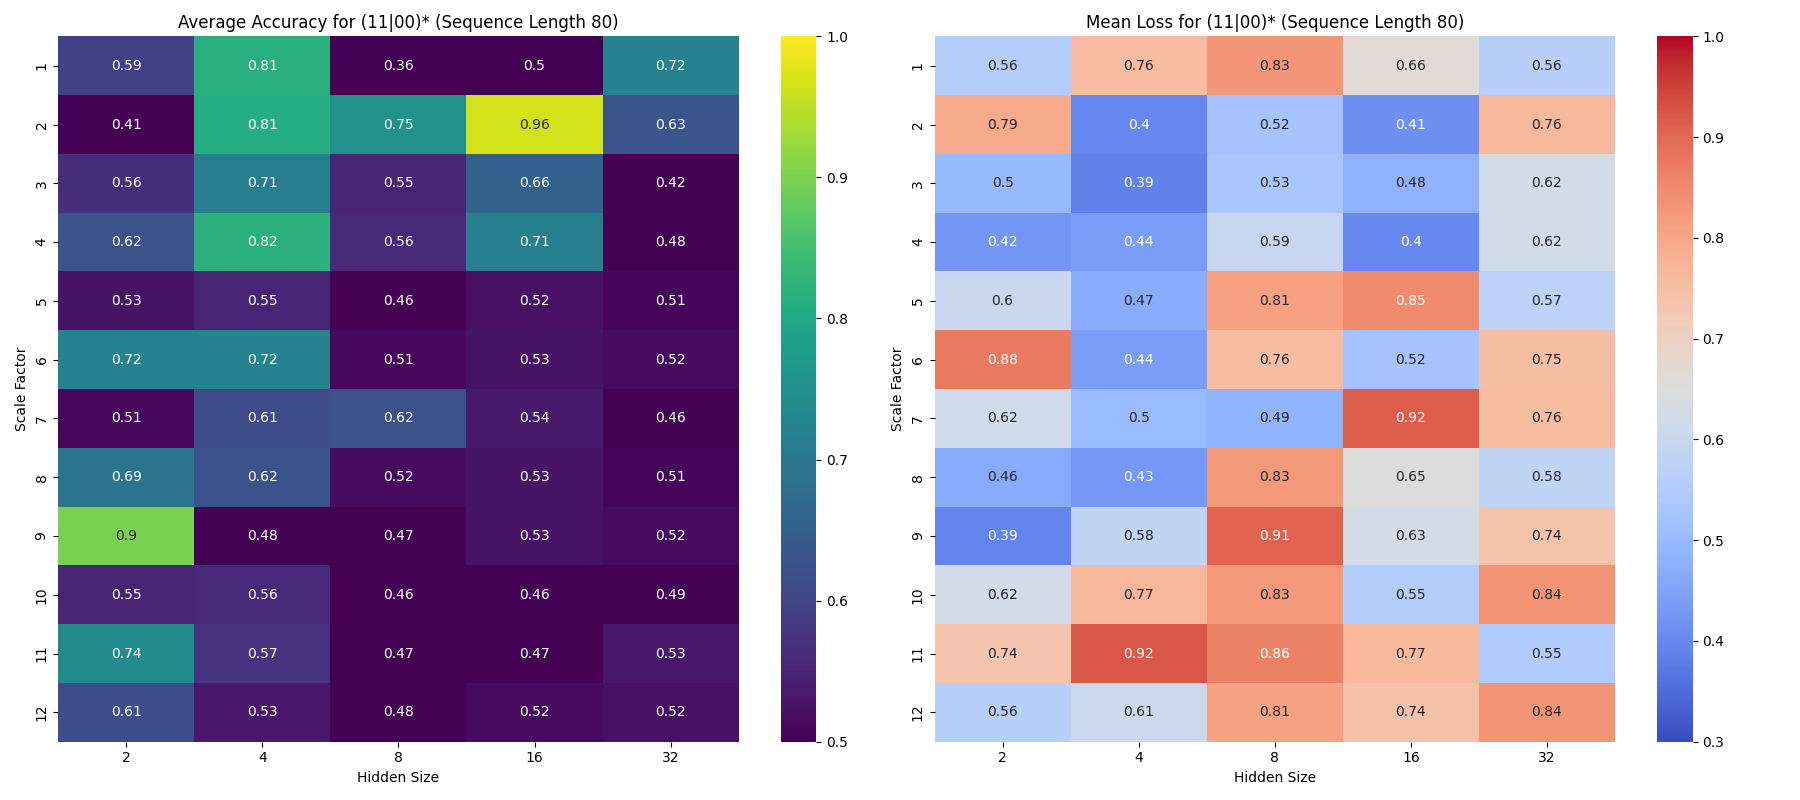 Average Accuracy for (11|00)* (Sequence Length 80)
Scale Factor
1 0.59 0.81 0.36 0.5 0.72
2 0.41 0.81 0.75 0.96 0.63
3 0.56 0.71 0.55 0.66 0.42
4 0.62 0.82 0.56 0.71 0.48
5 0.53 0.55 0.46 0.52 0.51
6 0.72 0.72 0.51 0.53 0.52
7 0.51 0.61 0.62 0.54 0.46
8 0.69 0.62 0.52 0.53 0.51
9 0.9 0.48 0.47 0.53 0.52
10 0.55 0.56 0.46 0.46 0.49
11 0.74 0.57 0.47 0.47 0.53
12 0.61 0.53 0.48 0.52 0.52
2 4 8 16 32
Hidden Size
1.0
0.9
0.8
0.7
0.6
0.5
Mean Loss for (11|00)* (Sequence Length 80)
Scale Factor
1 0.56 0.76 0.83 0.66 0.56
2 0.79 0.4 0.52 0.41 0.76
3 0.5 0.39 0.53 0.48 0.62
4 0.42 0.44 0.59 0.4 0.62
5 0.6 0.47 0.81 0.85 0.57
6 0.88 0.44 0.76 0.52 0.75
7 0.62 0.5 0.49 0.92 0.76
8 0.46 0.43 0.83 0.65 0.58
9 0.39 0.58 0.91 0.63 0.74
10 0.62 0.77 0.83 0.55 0.84
11 0.74 0.92 0.86 0.77 0.55
12 0.56 0.61 0.81 0.74 0.84
2 4 8 16 32
Hidden Size
1.0
0.9
0.8
0.7
0.6
0.5
0.4
0.3